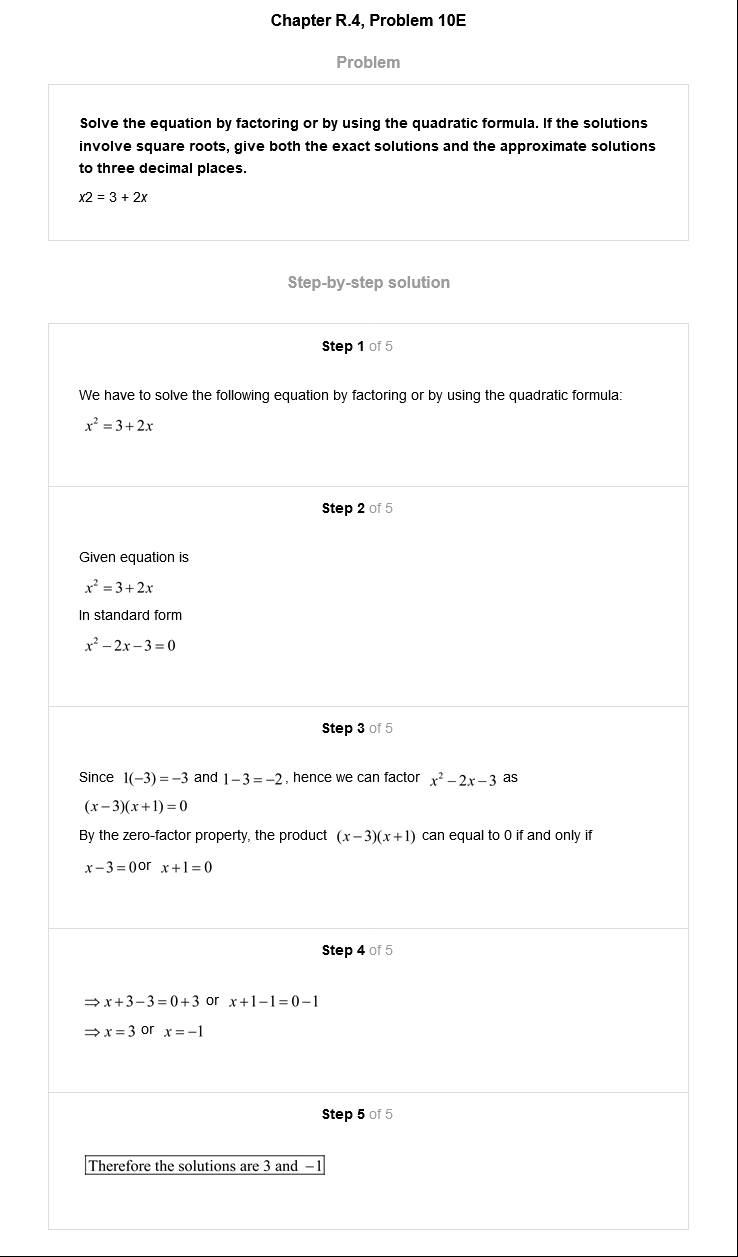 Chapter R.4, Problem 10E
Problem
Solve the equation by factoring or by using the quadratic formula. If the solutions
involve square roots, give both the exact solutions and the approximate solutions
to three decimal places.
x2 = 3 + 2x
Step-by-step solution
Step 1 of 5
We have to solve the following equation by factoring or by using the quadratic formula:
x² = 3+2x
Step 2 of 5
Given equation is
x² = 3+2x
In standard form
x² − 2x − 3 = 0
Step 3 of 5
Since 1(−3) = −3 and 1−3 = −2, hence we can factor x² − 2x − 3 as
(x−3)(x+1) = 0
By the zero-factor property, the product (x−3)(x+1) can equal to 0 if and only if
x−3 = 0 or x+1 = 0
Step 4 of 5
⇒ x+3−3 = 0+3 or x+1−1 = 0−1
⇒ x = 3 or x = −1
Step 5 of 5
Therefore the solutions are 3 and −1